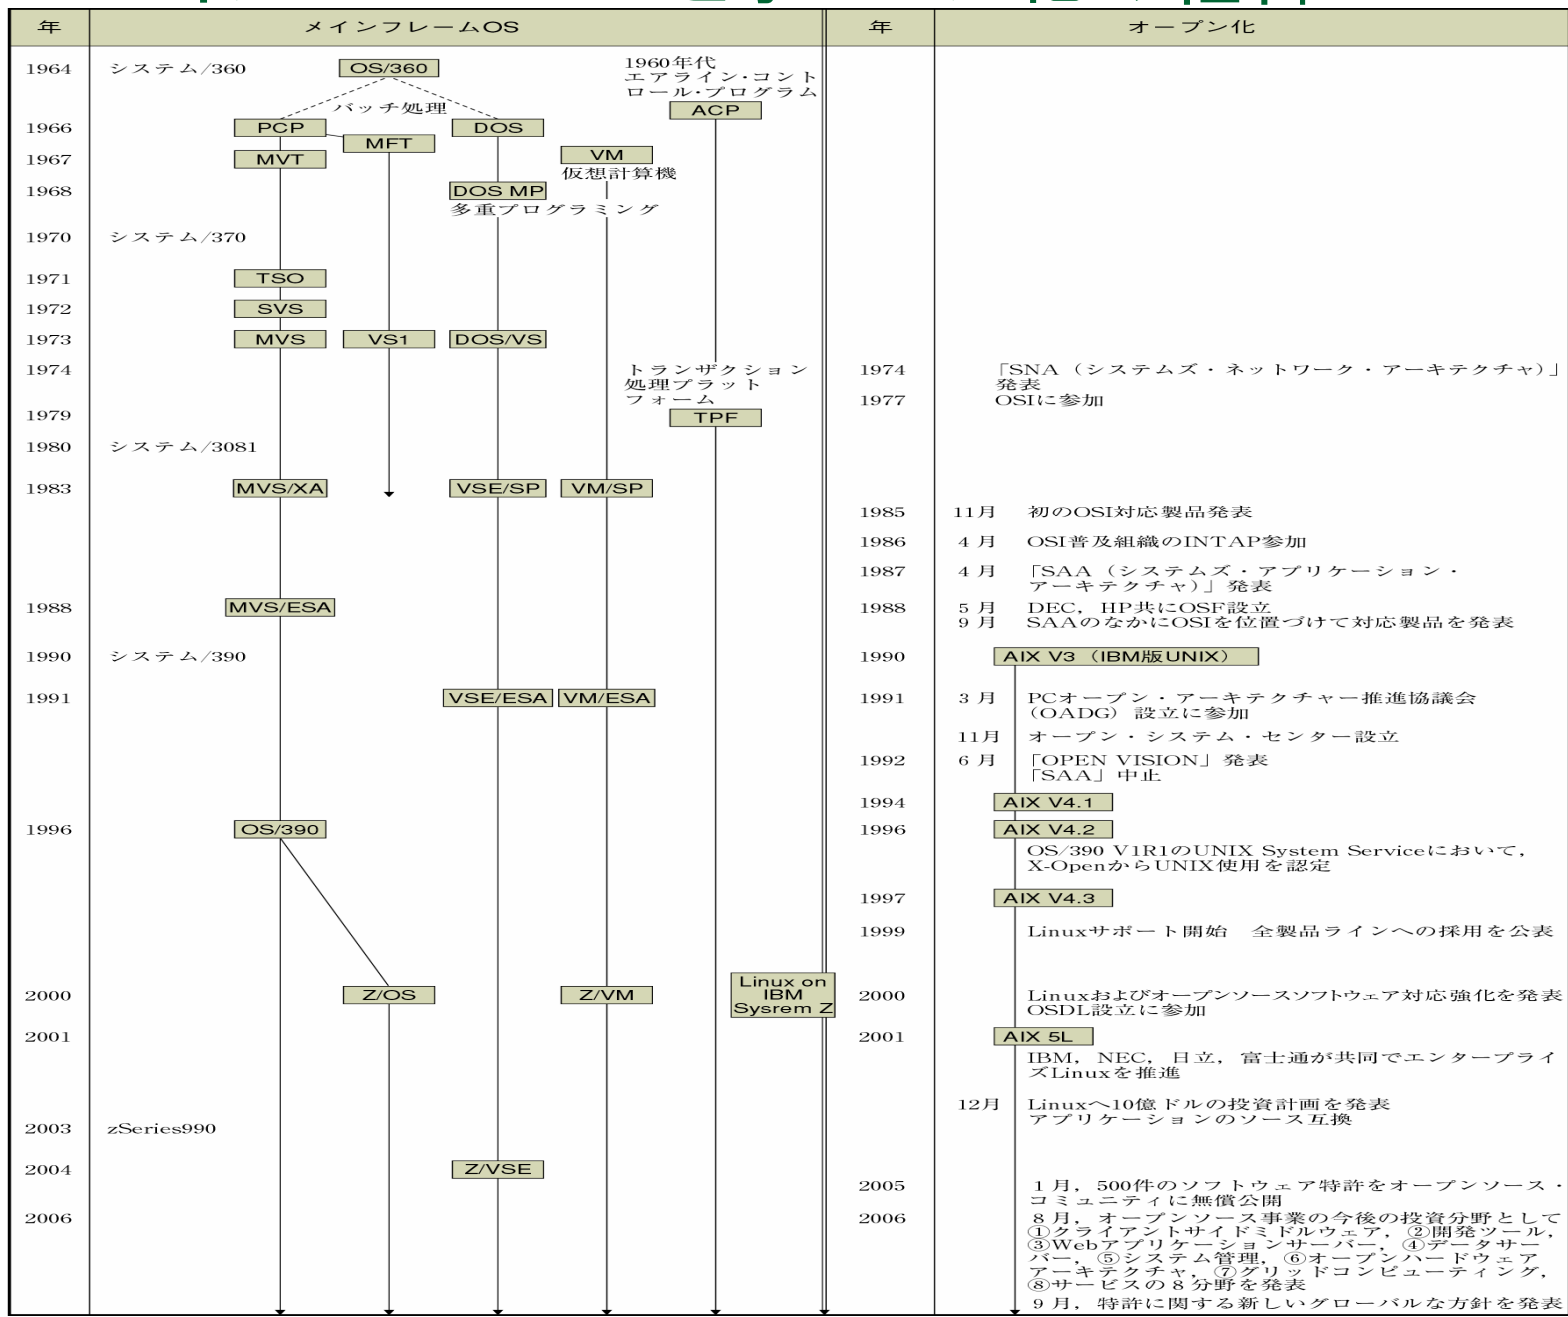 年
メインフレームOS
1964
システム/360
OS/360
1960年代
エアライン・コント
ロール・プログラム
ACP
バッチ処理
1966
PCP
MFT
DOS
1967
MVT
VM
仮想計算機
1968
DOS MP
多重プログラミング
1970
システム/370
1971
TSO
1972
SVS
1973
MVS
VS1
DOS/VS
1974
トランザクション
処理プラット
フォーム
1979
TPF
1980
システム/3081
1983
MVS/XA
VSE/SP
VM/SP
1988
MVS/ESA
1990
システム/390
1991
VSE/ESA
VM/ESA
1996
OS/390
2000
Z/OS
Z/VM
Linux on
IBM
Sysrem Z
2001
2003
zSeries990
2004
Z/VSE
2006
年
オープン化
1974
「SNA（システムズ・ネットワーク・アーキテクチャ）」
発表
1977
OSIに参加
1985
11月
初のOSI対応製品発表
1986
4月
OSI普及組織のINTAP参加
1987
4月
「SAA（システムズ・アプリケーション・
アーキテクチャ）」発表
1988
5月
DEC，HP共にOSF設立
9月
SAAのなかにOSIを位置づけて対応製品を発表
1990
AIX V3（IBM版UNIX）
1991
3月
PCオープン・アーキテクチャー推進協議会
（OADG）設立に参加
11月
オープン・システム・センター設立
1992
6月
「OPEN VISION」発表
「SAA」中止
1994
AIX V4.1
1996
AIX V4.2
OS/390 V1R1のUNIX System Serviceにおいて，
X-OpenからUNIX使用を認定
1997
AIX V4.3
1999
Linuxサポート開始　全製品ラインへの採用を公表
2000
Linuxおよびオープンソースソフトウェア対応強化を発表
OSDL設立に参加
2001
AIX 5L
IBM，NEC，日立，富士通が共同でエンタープライ
ズLinuxを推進
12月
Linuxへ10億ドルの投資計画を発表
アプリケーションのソース互換
2005
1月，500件のソフトウェア特許をオープンソース・
コミュニティに無償公開
2006
8月，オープンソース事業の今後の投資分野として
①クライアントサイドミドルウェア，②開発ツール，
③Webアプリケーションサーバー，④データサー
バー，⑤システム管理，⑥オープンハードウェア
アーキテクチャ，⑦グリッドコンピューティング，
⑧サービスの8分野を発表
9月，特許に関する新しいグローバルな方針を発表